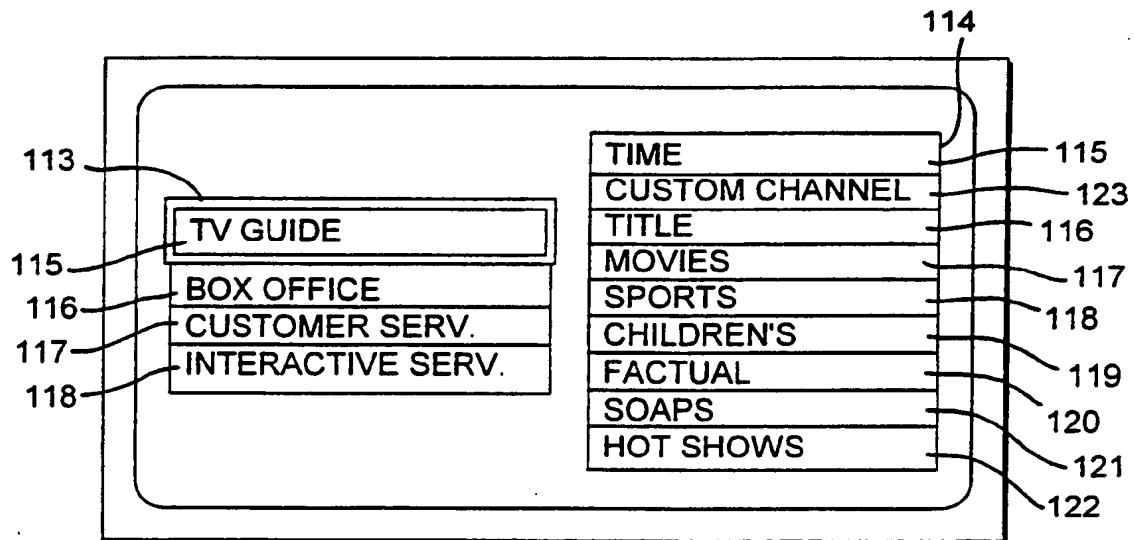 114
113
TV GUIDE
115
BOX OFFICE
116
CUSTOMER SERV.
117
INTERACTIVE SERV.
118
TIME
115
CUSTOM CHANNEL
123
TITLE
116
MOVIES
117
SPORTS
118
CHILDREN'S
119
FACTUAL
120
SOAPS
121
HOT SHOWS
122